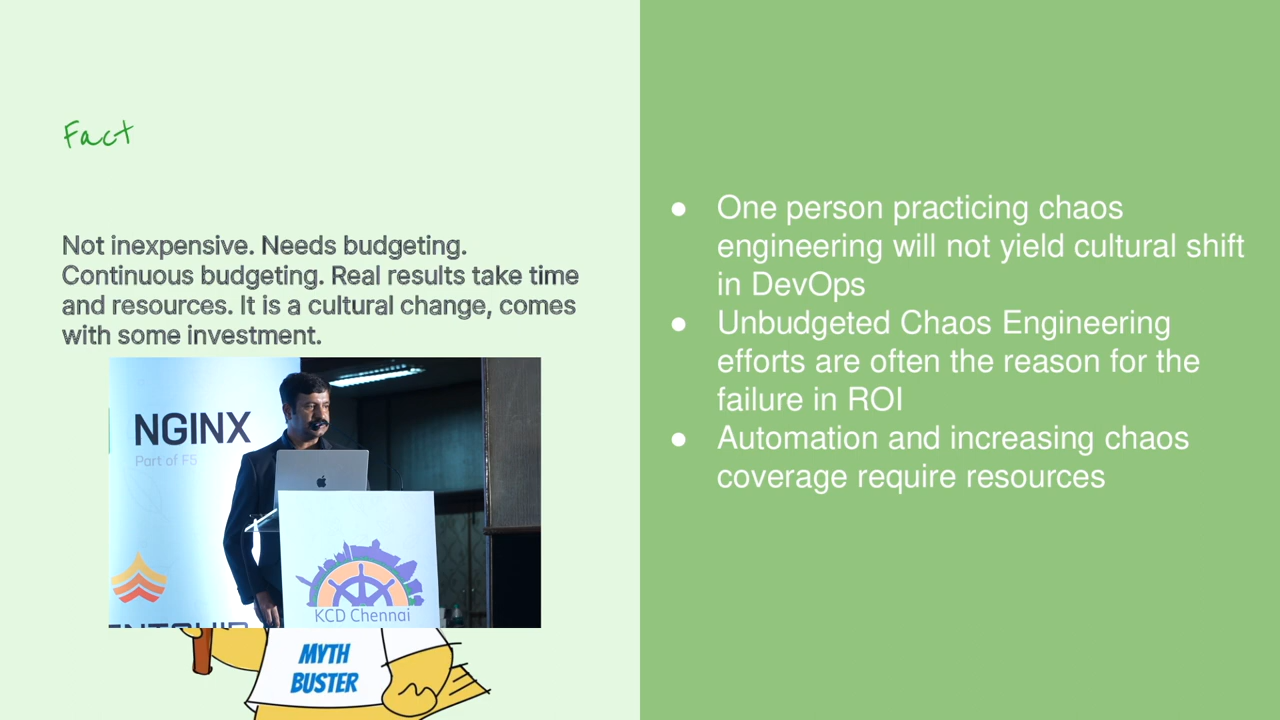 Fact
Not inexpensive. Needs budgeting.
Continuous budgeting. Real results take time
and resources. It is a cultural change, comes
with some investment.
NGINX
Part of F5
KCD Chennai
MYTH
BUSTER
● One person practicing chaos
engineering will not yield cultural shift
in DevOps
● Unbudgeted Chaos Engineering
efforts are often the reason for the
failure in ROI
● Automation and increasing chaos
coverage require resources